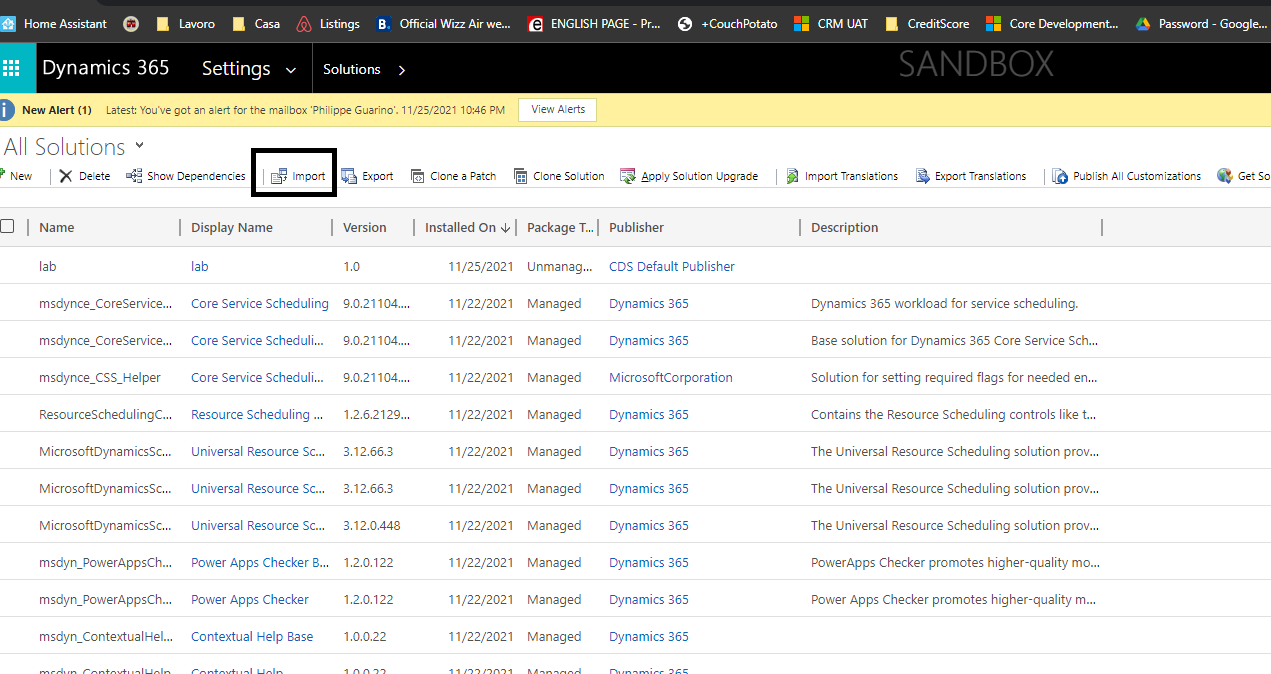 Home Assistant Lavoro Casa Listings B. Official Wizz Air we... e ENGLISH PAGE - Pr... +CouchPotato CRM UAT CreditScore Core Development... Password - Google...
Dynamics 365 Settings Solutions SANDBOX
i New Alert (1) Latest: You've got an alert for the mailbox 'Philippe Guarino'. 11/25/2021 10:46 PM View Alerts
All Solutions
New Delete Show Dependencies Import Export Clone a Patch Clone Solution Apply Solution Upgrade Import Translations Export Translations Publish All Customizations Get So
Name Display Name Version Installed On Package T... Publisher Description
lab lab 1.0 11/25/2021 Unmanag... CDS Default Publisher
msdynce_CoreService... Core Service Scheduling 9.0.21104.... 11/22/2021 Managed Dynamics 365 Dynamics 365 workload for service scheduling.
msdynce_CoreService... Core Service Scheduli... 9.0.21104.... 11/22/2021 Managed Dynamics 365 Base solution for Dynamics 365 Core Service Sch...
msdynce_CSS_Helper Core Service Scheduli... 9.0.21104.... 11/22/2021 Managed MicrosoftCorporation Solution for setting required flags for needed en...
ResourceSchedulingC... Resource Scheduling ... 1.2.6.2129... 11/22/2021 Managed Dynamics 365 Contains the Resource Scheduling controls like t...
MicrosoftDynamicsSc... Universal Resource Sc... 3.12.66.3 11/22/2021 Managed Dynamics 365 The Universal Resource Scheduling solution prov...
MicrosoftDynamicsSc... Universal Resource Sc... 3.12.66.3 11/22/2021 Managed Dynamics 365 The Universal Resource Scheduling solution prov...
MicrosoftDynamicsSc... Universal Resource Sc... 3.12.0.448 11/22/2021 Managed Dynamics 365 The Universal Resource Scheduling solution prov...
msdyn_PowerAppsCh... Power Apps Checker B... 1.2.0.122 11/22/2021 Managed Dynamics 365 PowerApps Checker promotes higher-quality mo...
msdyn_PowerAppsCh... Power Apps Checker 1.2.0.122 11/22/2021 Managed Dynamics 365 Power Apps Checker promotes higher-quality m...
msdyn_ContextualHel... Contextual Help Base 1.0.0.22 11/22/2021 Managed Dynamics 365
msdyn_ContextualHelp Contextual Help 1.0.0.22 11/22/2021 Managed Dynamics 365